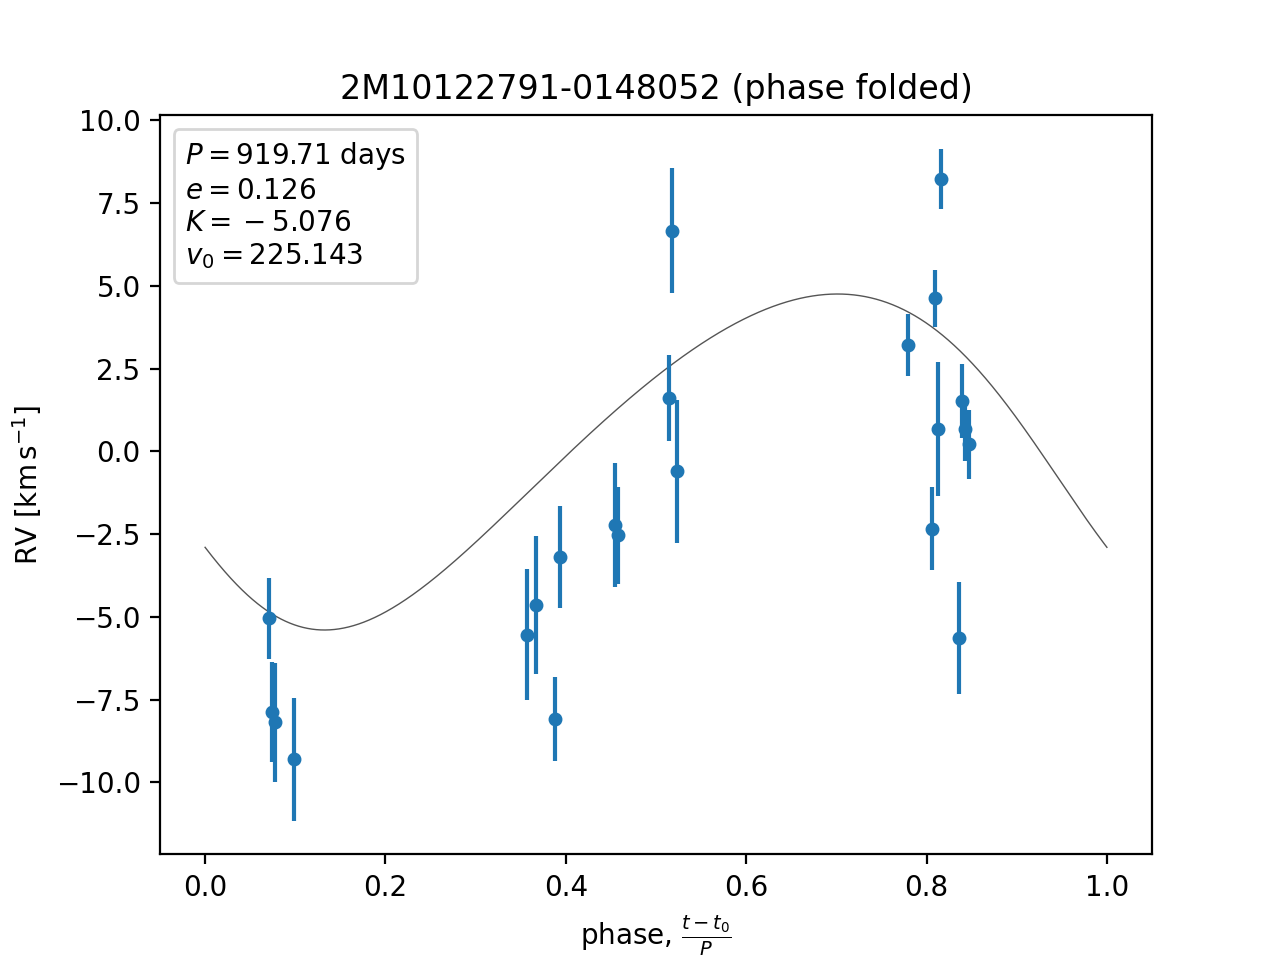 2M10122791-0148052 (phase folded)
P = 919.71 days
e = 0.126
K = −5.076
v₀ = 225.143
10.0
7.5
5.0
2.5
0.0
−2.5
−5.0
−7.5
−10.0
RV [km s⁻¹]
0.0 0.2 0.4 0.6 0.8 1.0
phase, (t − t₀)/P